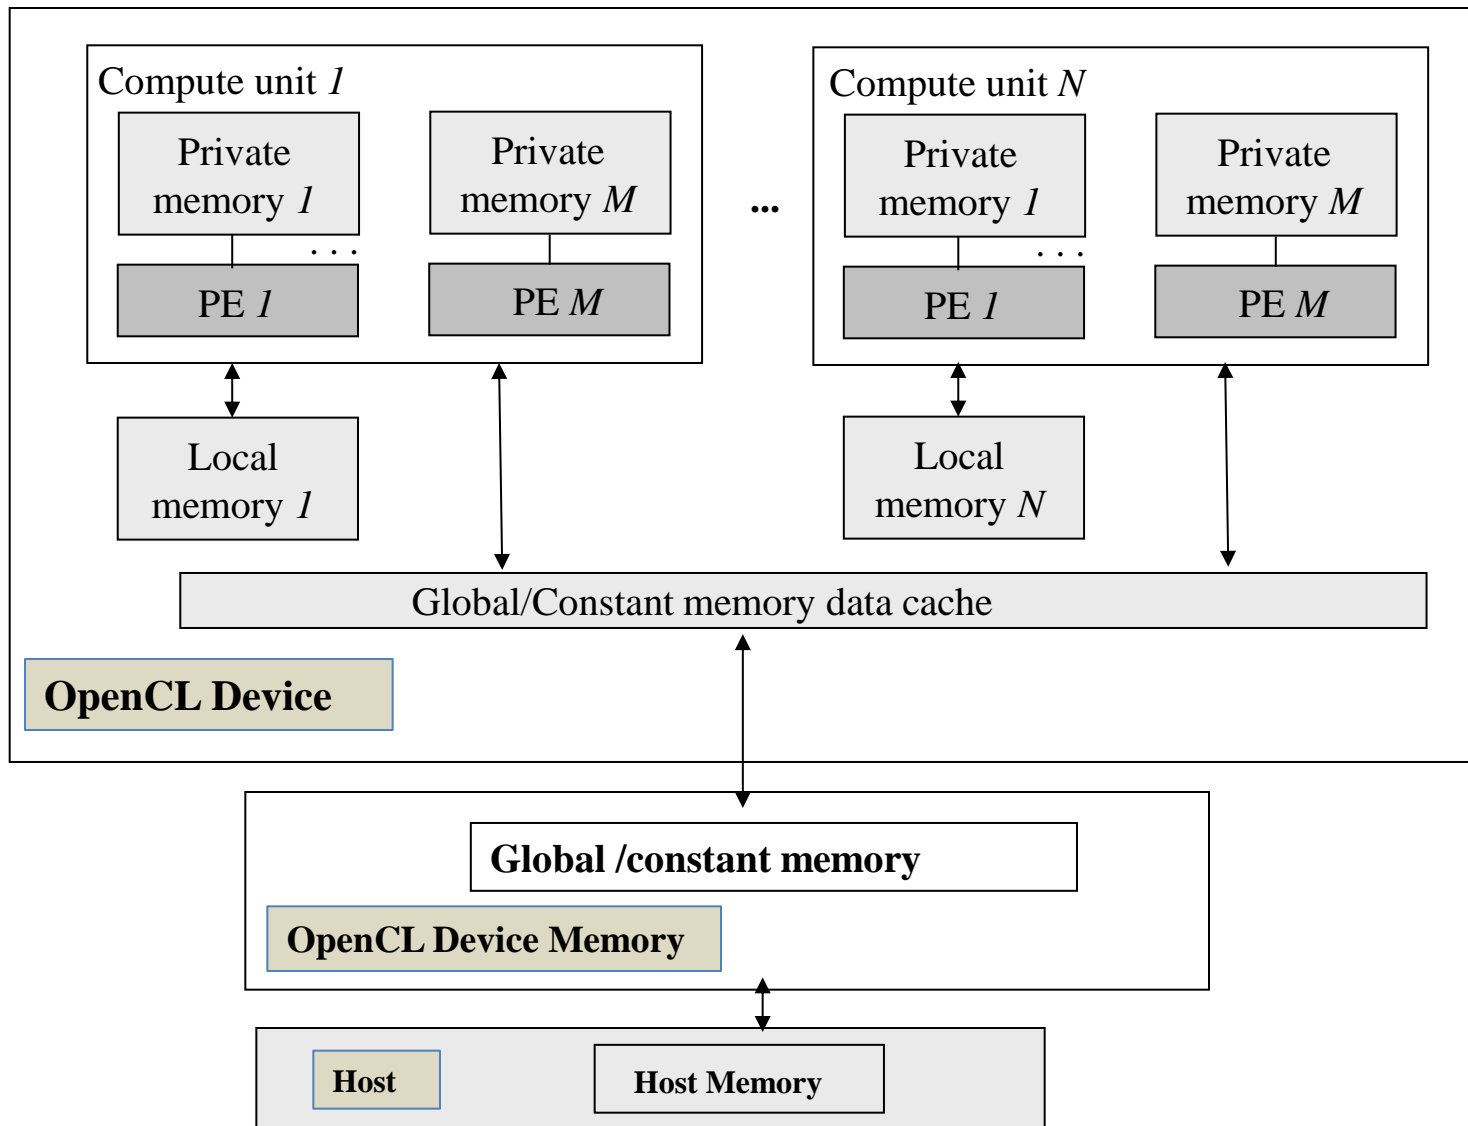 Compute unit 1
Private
memory 1
Private
memory M
. . .
PE 1
PE M
...
Compute unit N
Private
memory 1
Private
memory M
. . .
PE 1
PE M
Local
memory 1
Local
memory N
Global/Constant memory data cache
OpenCL Device
Global /constant memory
OpenCL Device Memory
Host
Host Memory